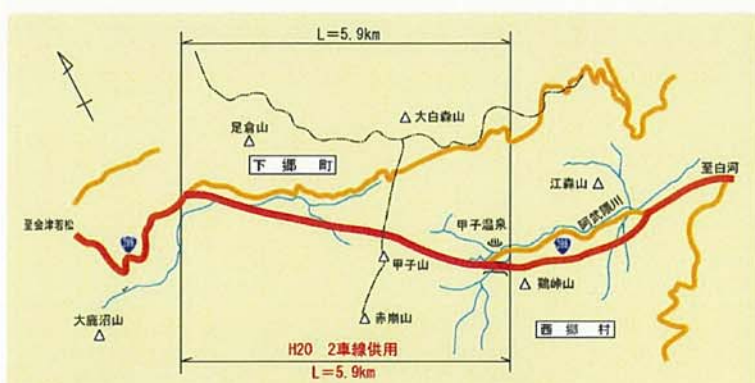 L=5.9km
大白森山
足倉山
下郷町
至白河
江森山
阿武隈川
至会津若松
甲子温泉
289
289
甲子山
鶏峠山
大鹿沼山
赤崩山
西郷村
H20 2車線供用
L=5.9km